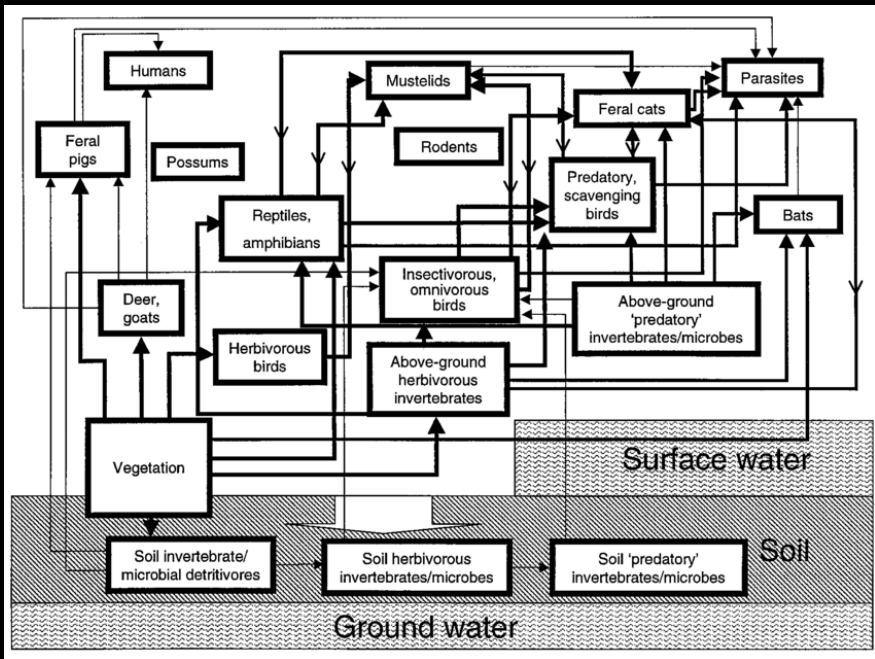 Humans
Mustelids
Parasites
Feral cats
Feral
pigs
Possums
Rodents
Predatory,
scavenging
birds
Reptiles,
amphibian
Bats
Insectivorous,
omnivorous
birds
Deer,
goats
Above-ground
'predatory'
invertebrates/microbes
Herbivorous
birds
Above-ground
herbivorous
invertebrates
Vegetation
Surface water
Soil
Soil invertebrate/
microbial detritivores
Soil herbivorous
invertebrates/microbes
Soil 'predatory'
invertebrates/microbes
Ground water